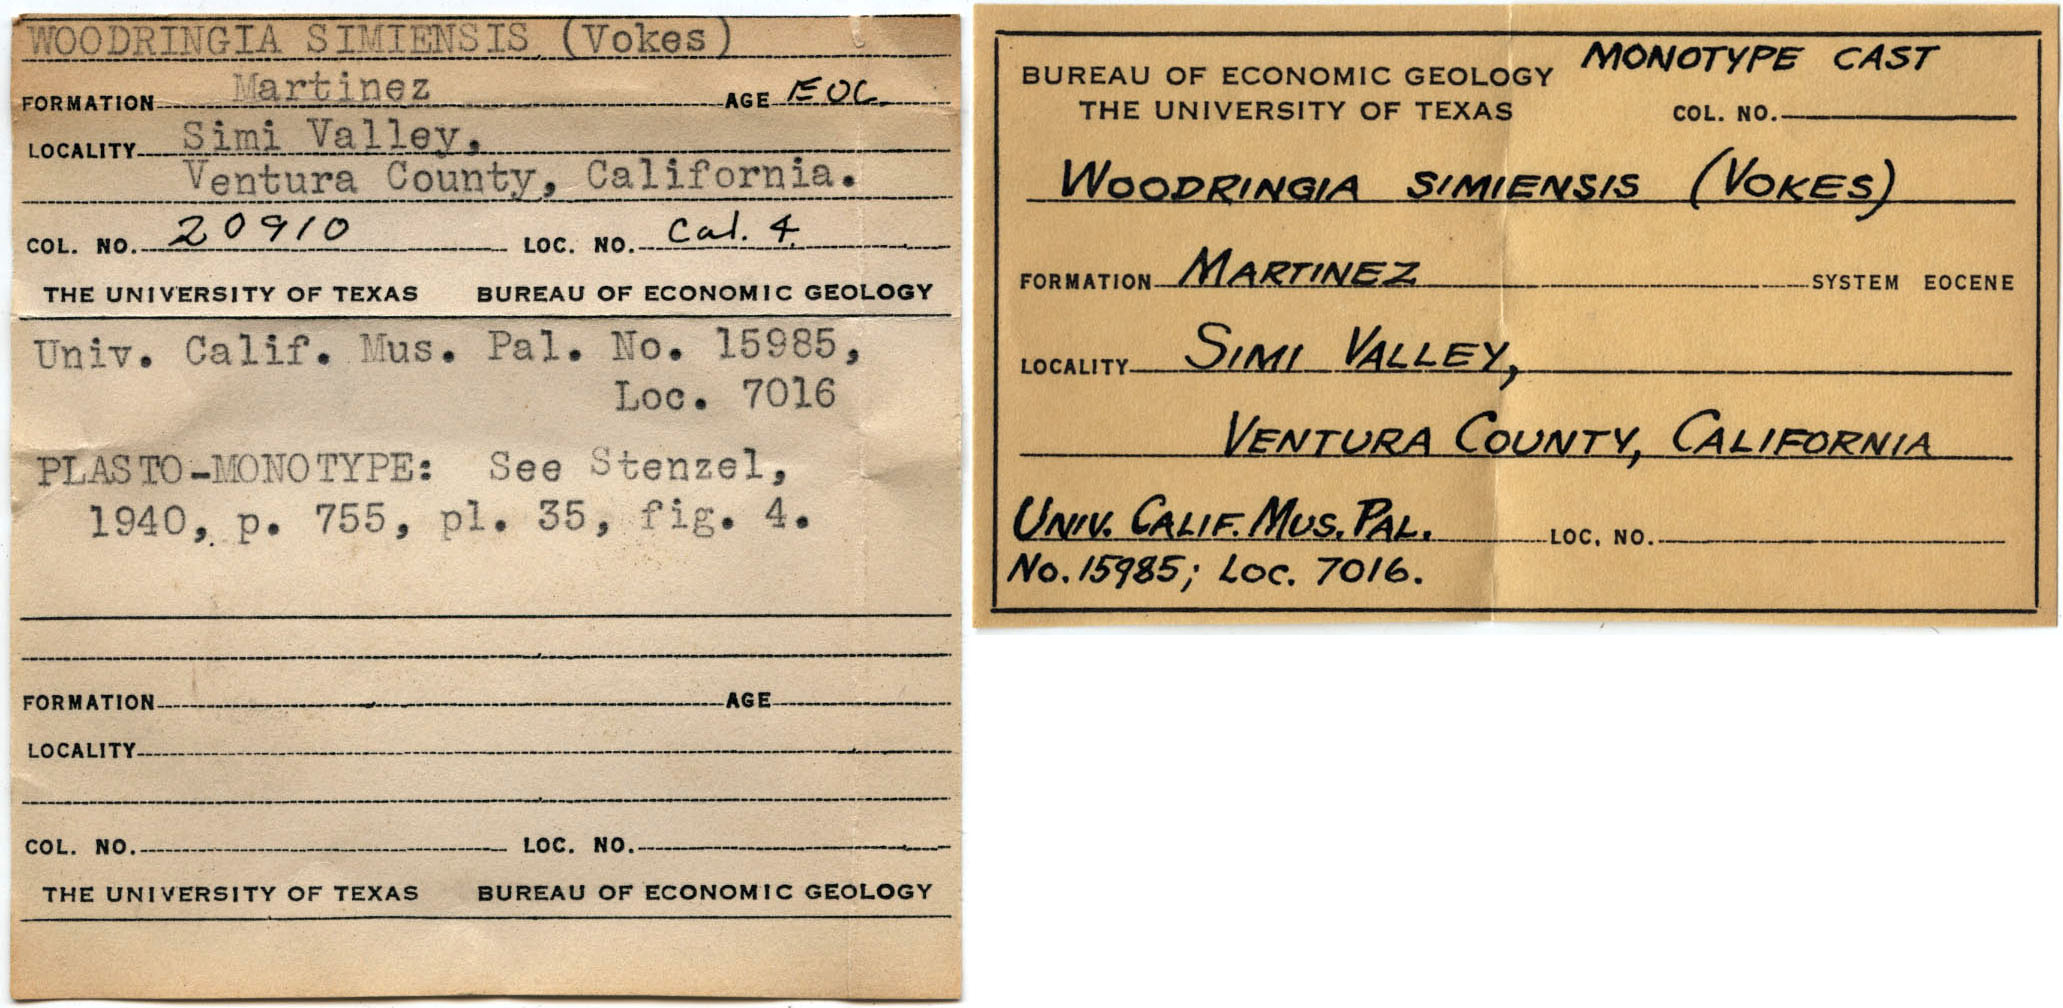 WOODRINGIA SIMIENSIS (Vokes)
FORMATION Martinez AGE EOC.
LOCALITY Simi Valley,
Ventura County, California.
COL. NO. 20910 LOC. NO. Cal. 4
THE UNIVERSITY OF TEXAS BUREAU OF ECONOMIC GEOLOGY
Univ. Calif. Mus. Pal. No. 15985,
Loc. 7016
PLASTO-MONOTYPE: See Stenzel,
1940, p. 755, pl. 35, fig. 4.
FORMATION AGE
LOCALITY
COL. NO. LOC. NO.
THE UNIVERSITY OF TEXAS BUREAU OF ECONOMIC GEOLOGY
MONOTYPE CAST
BUREAU OF ECONOMIC GEOLOGY
THE UNIVERSITY OF TEXAS COL. NO.
WOODRINGIA SIMIENSIS (VOKES)
FORMATION MARTINEZ SYSTEM EOCENE
LOCALITY SIMI VALLEY,
VENTURA COUNTY, CALIFORNIA
UNIV. CALIF. MUS. PAL. LOC. NO.
No. 15985; Loc. 7016.